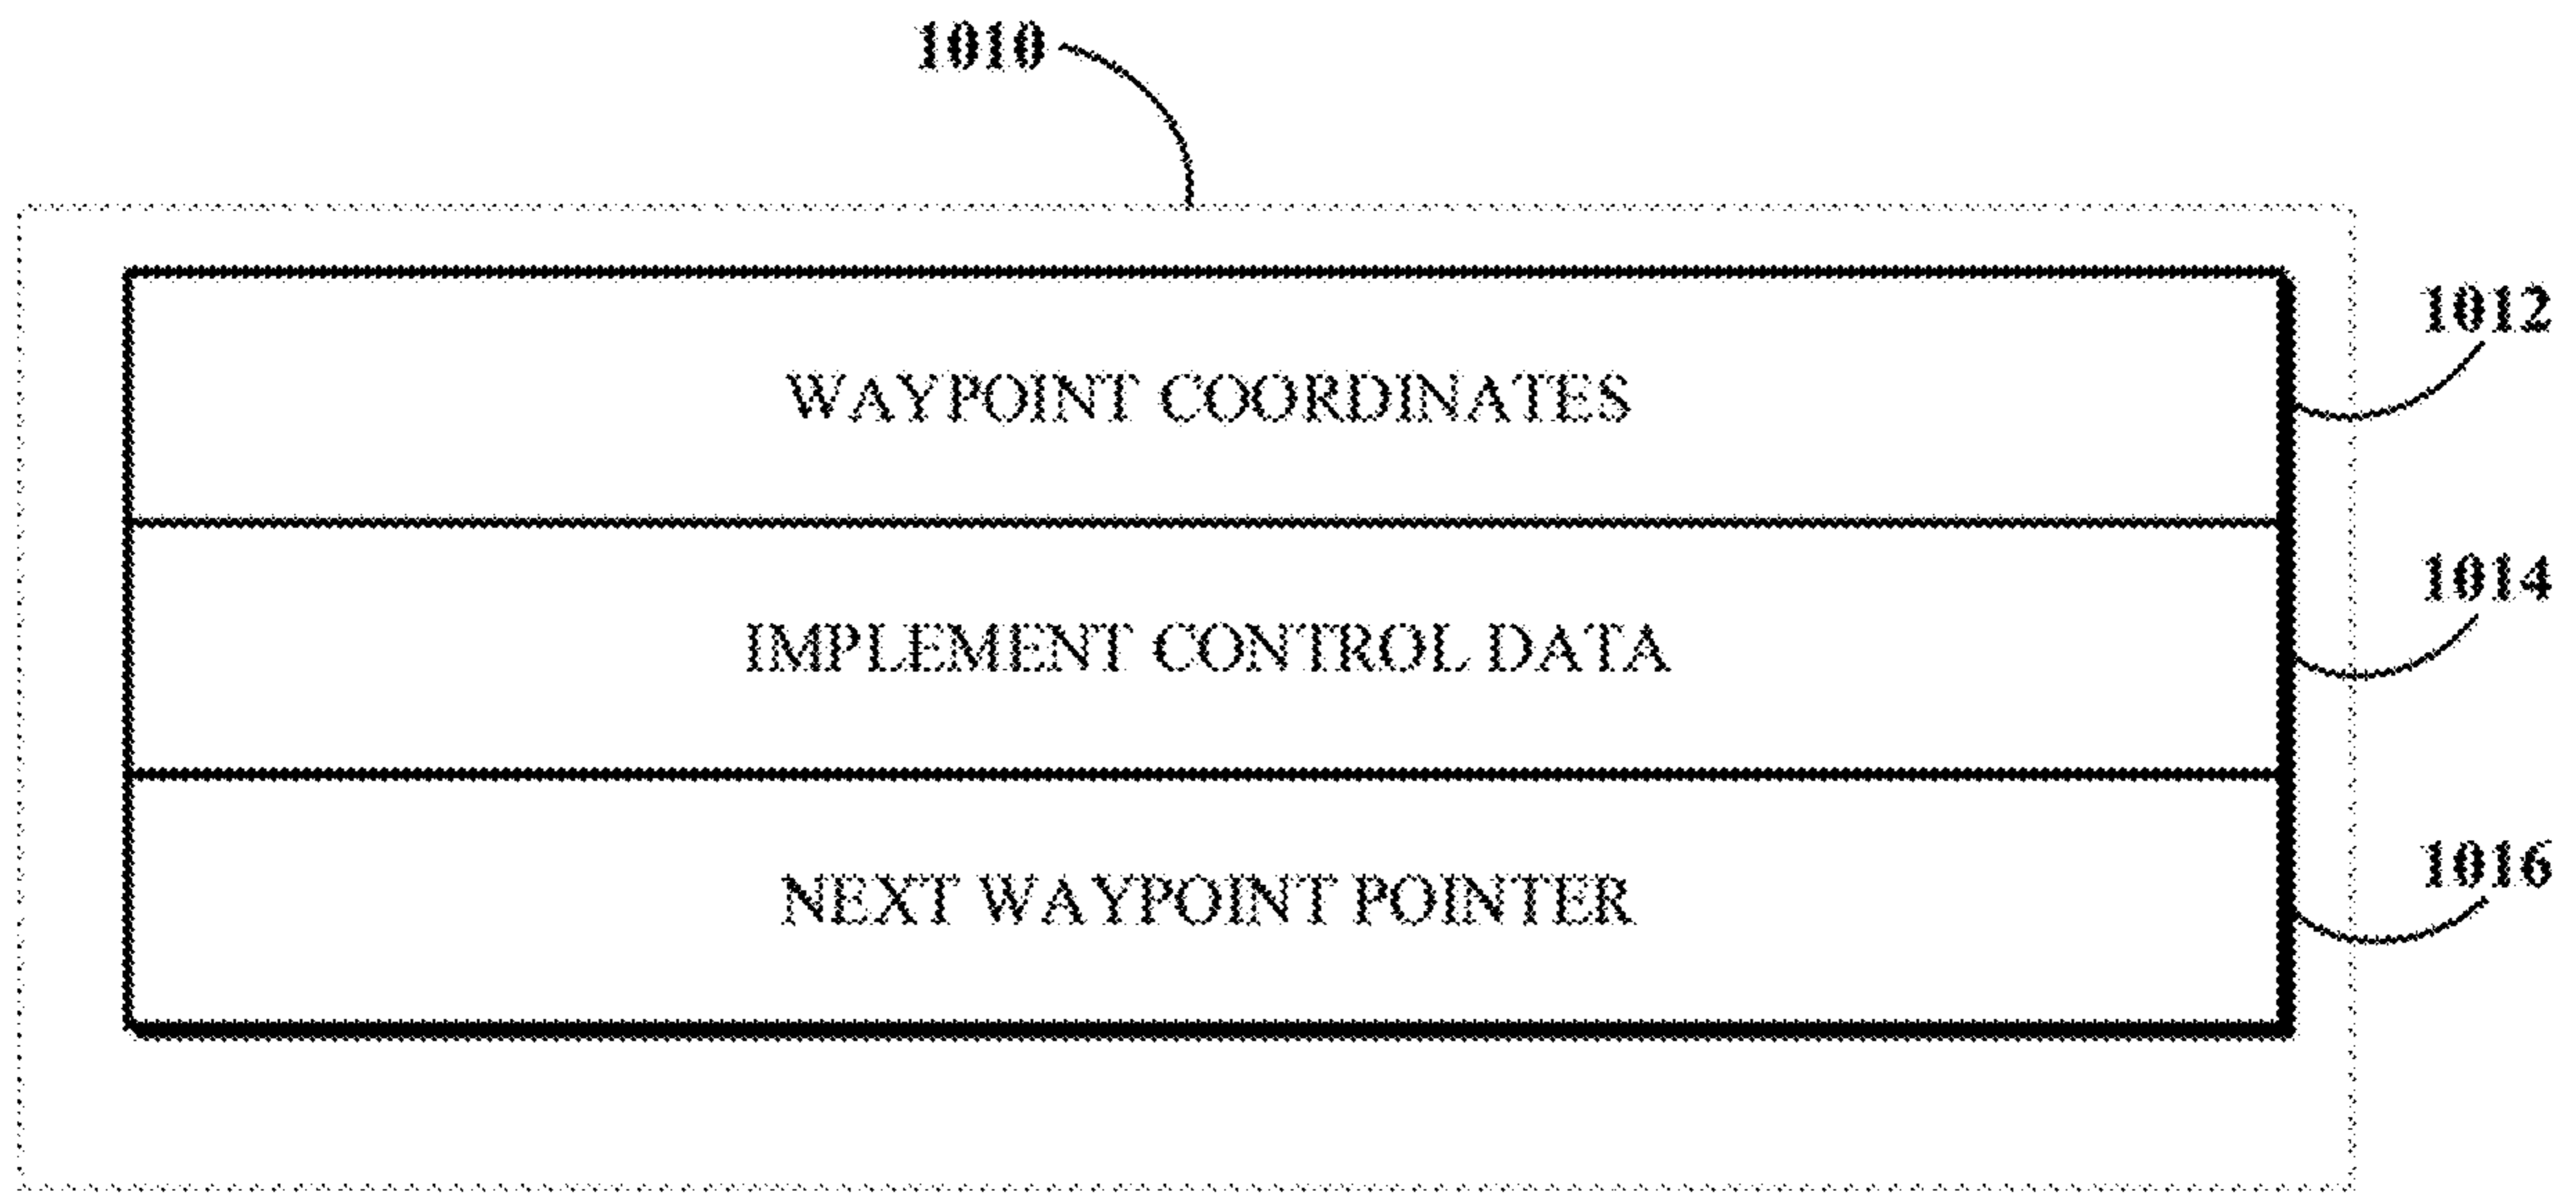 1010
1012
WAYPOINT COORDINATES
1014
IMPLEMENT CONTROL DATA
1016
NEXT WAYPOINT POINTER